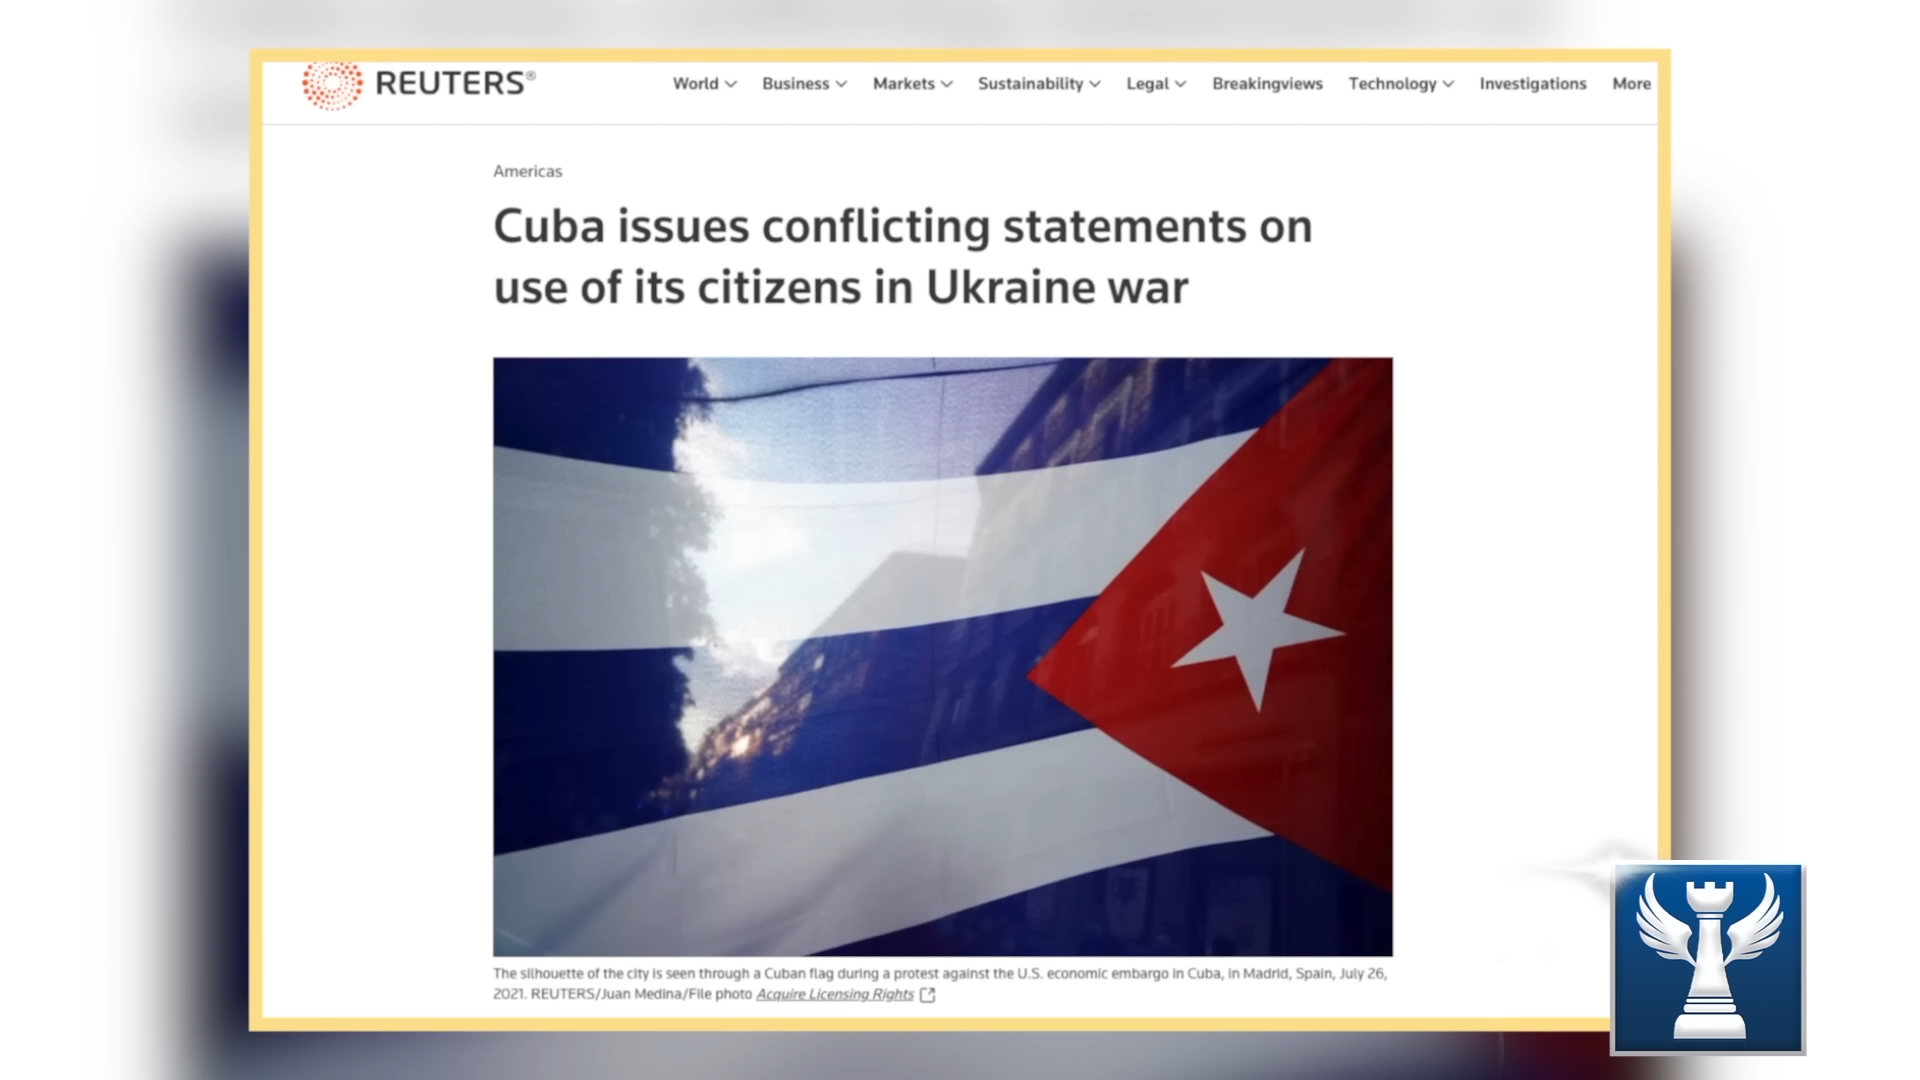 REUTERS®
World Business Markets Sustainability Legal Breakingviews Technology Investigations More
Americas
Cuba issues conflicting statements on
use of its citizens in Ukraine war
The silhouette of the city is seen through a Cuban flag during a protest against the U.S. economic embargo in Cuba, in Madrid, Spain, July 26,
2021. REUTERS/Juan Medina/File photo Acquire Licensing Rights